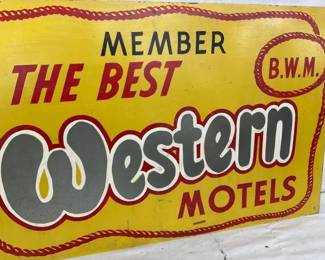 MEMBER
THE BEST
B.W.M.
Western
MOTELS